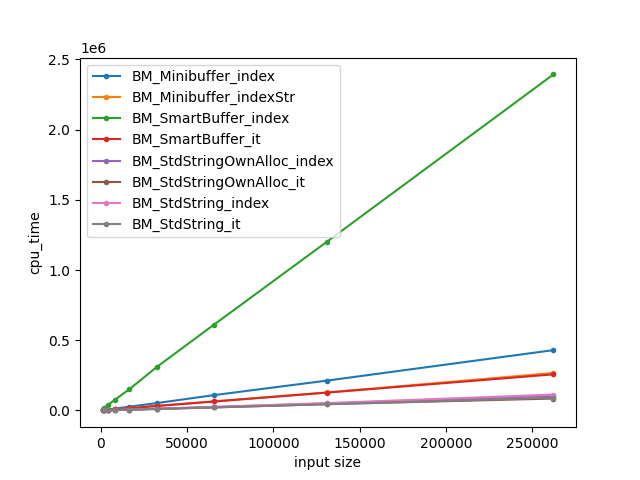 1e6
2.5
2.0
1.5
1.0
0.5
0.0
cpu_time
BM_Minibuffer_index
BM_Minibuffer_indexStr
BM_SmartBuffer_index
BM_SmartBuffer_it
BM_StdStringOwnAlloc_index
BM_StdStringOwnAlloc_it
BM_StdString_index
BM_StdString_it
0 50000 100000 150000 200000 250000
input size